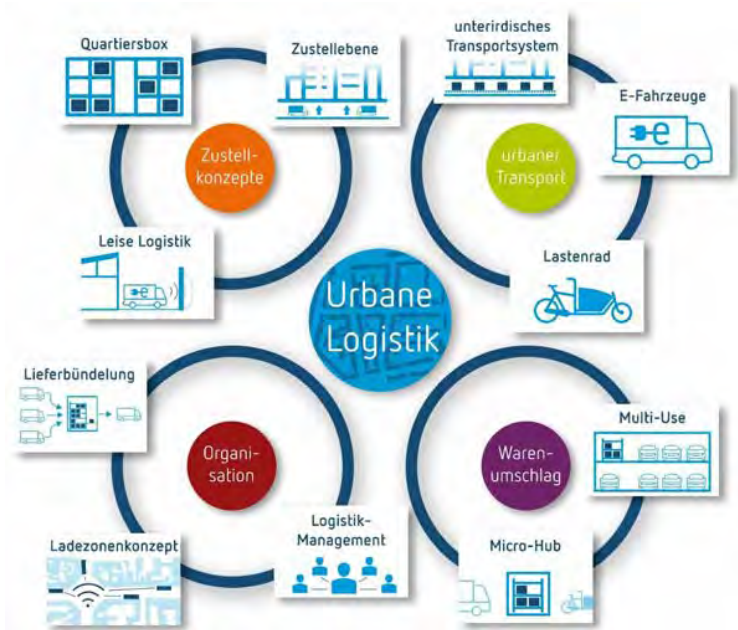 Quartiersbox
Zustellebene
Zustell-
konzepte
Leise Logistik
unterirdisches
Transportsystem
E-Fahrzeuge
urbaner
Transport
Lastenrad
Urbane
Logistik
Lieferbündelung
Organi-
sation
Ladezonenkonzept
Logistik-
Management
Multi-Use
Waren-
umschlag
Micro-Hub